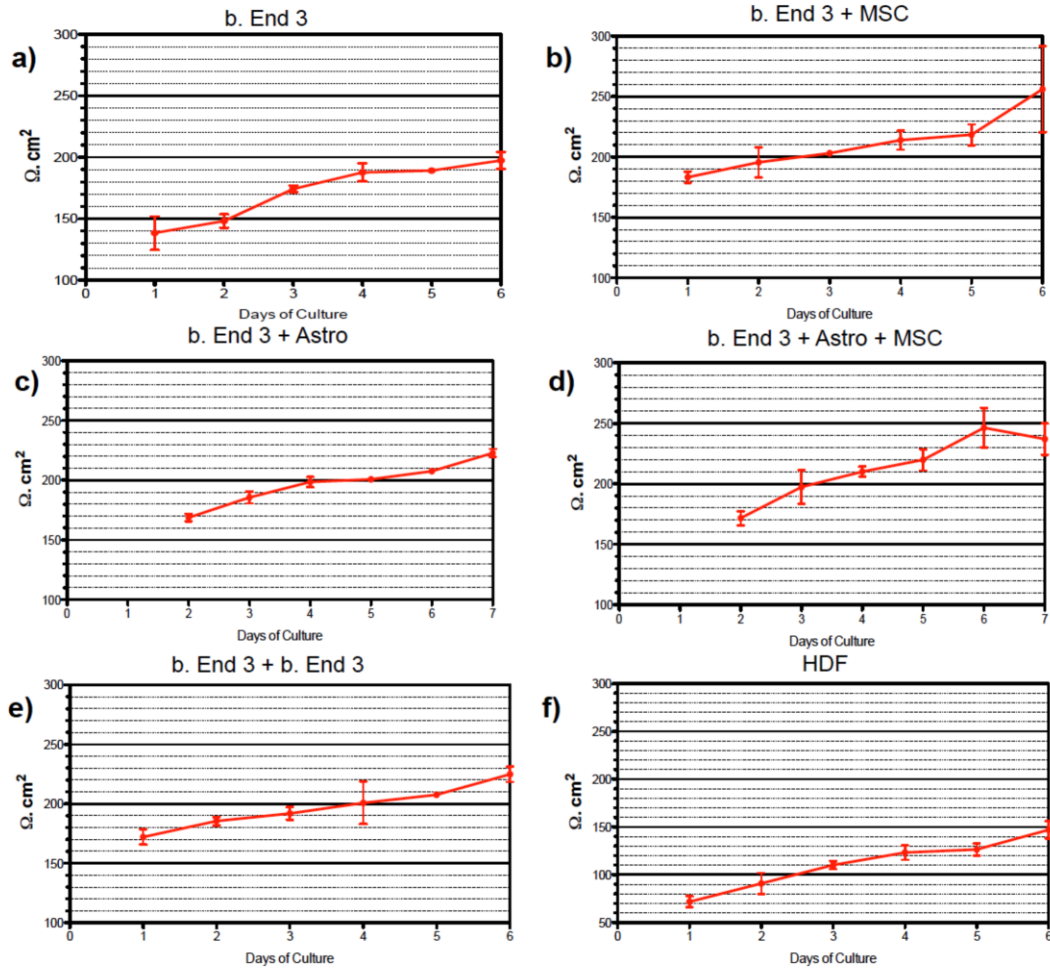 b. End 3
a)
Ω. cm²
300
250
200
150
100
0 1 2 3 4 5 6
Days of Culture
b. End 3 + MSC
b)
Ω. cm²
300
250
200
150
100
0 1 2 3 4 5 6
Days of Culture
b. End 3 + Astro
c)
Ω. cm²
300
250
200
150
100
0 1 2 3 4 5 6 7
Days of Culture
b. End 3 + Astro + MSC
d)
Ω. cm²
300
250
200
150
100
0 1 2 3 4 5 6 7
Days of Culture
b. End 3 + b. End 3
e)
Ω. cm²
300
250
200
150
100
0 1 2 3 4 5 6
Days of Culture
HDF
f)
Ω. cm²
300
250
200
150
100
50
0 1 2 3 4 5 6
Days of Culture